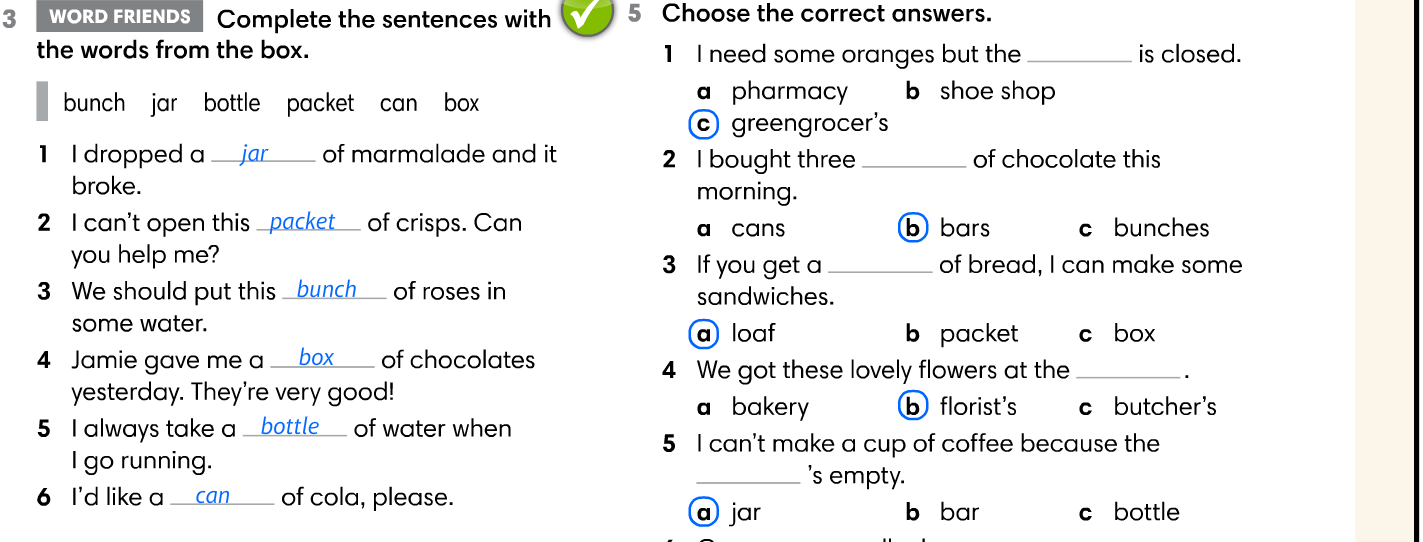 3 WORD FRIENDS Complete the sentences with
the words from the box.
bunch jar bottle packet can box
1 I dropped a jar of marmalade and it
broke.
2 I can't open this packet of crisps. Can
you help me?
3 We should put this bunch of roses in
some water.
4 Jamie gave me a box of chocolates
yesterday. They're very good!
5 I always take a bottle of water when
I go running.
6 I'd like a can of cola, please.
5 Choose the correct answers.
1 I need some oranges but the ________ is closed.
a pharmacy b shoe shop
c greengrocer's
2 I bought three ________ of chocolate this
morning.
a cans b bars c bunches
3 If you get a ________ of bread, I can make some
sandwiches.
a loaf b packet c box
4 We got these lovely flowers at the ________ .
a bakery b florist's c butcher's
5 I can't make a cup of coffee because the
________ 's empty.
a jar b bar c bottle